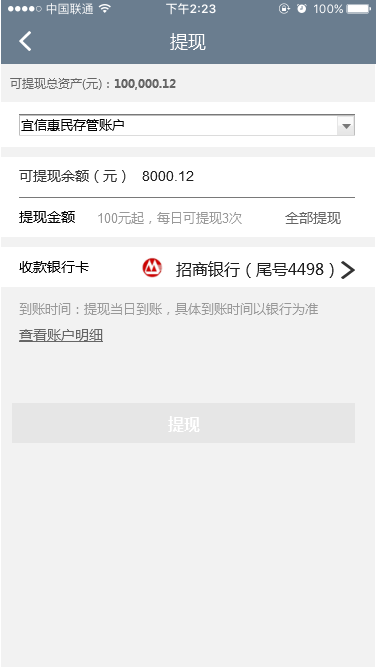 中国联通 下午2:23 100%
提现
可提现总资产(元)：100,000.12
宜信惠民存管账户
可提现余额（元） 8000.12
提现金额 100元起，每日可提现3次 全部提现
收款银行卡 招商银行（尾号4498）
到账时间：提现当日到账，具体到账时间以银行为准
查看账户明细
提现